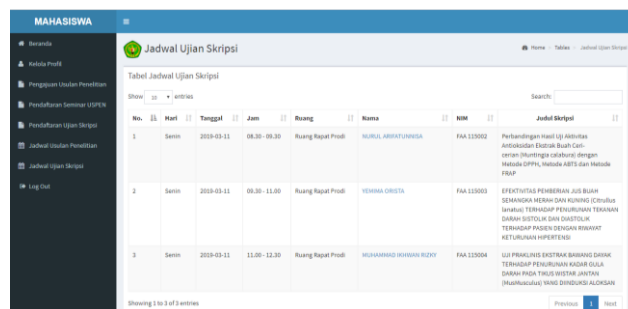 MAHASISWA
Beranda
Kelola Profil
Pengajuan Usulan Penelitian
Pendaftaran Seminar USPEN
Pendaftaran Ujian Skripsi
Jadwal Usulan Penelitian
Jadwal Ujian Skripsi
Log Out
Jadwal Ujian Skripsi
Home Tables Jadwal Ujian Skripsi
Tabel Jadwal Ujian Skripsi
Show 10 entries
Search:
No. Hari Tanggal Jam Ruang Nama NIM Judul Skripsi
1 Senin 2019-03-11 08.30 - 09.30 Ruang Rapat Prodi NURUL ARIFATUNNISA FAA 115002 Perbandingan Hasil Uji Aktivitas
Antioksidan Ekstrak Buah Ceri-
cerian (Muntingia calabura) dengan
Metode DPPH, Metode ABTS dan Metode
FRAP
2 Senin 2019-03-11 09.30 - 11.00 Ruang Rapat Prodi YEMIMA ORISTA FAA 115003 EFEKTIVITAS PEMBERIAN JUS BUAH
SEMANGKA MERAH DAN KUNING (Citrullus
lanatus) TERHADAP PENURUNAN TEKANAN
DARAH SISTOLIK DAN DIASTOLIK
TERHADAP PASIEN DENGAN RIWAYAT
KETURUNAN HIPERTENSI
3 Senin 2019-03-11 11.00 - 12.30 Ruang Rapat Prodi MUHAMMAD IKHWAN RIZKY FAA 115004 UJI PRAKLINIS EKSTRAK BAWANG DAYAK
TERHADAP PENURUNAN KADAR GULA
DARAH PADA TIKUS WISTAR JANTAN
(MusMusculus) YANG DIINDUKSI ALOKSAN
Showing 1 to 3 of 3 entries
Previous 1 Next